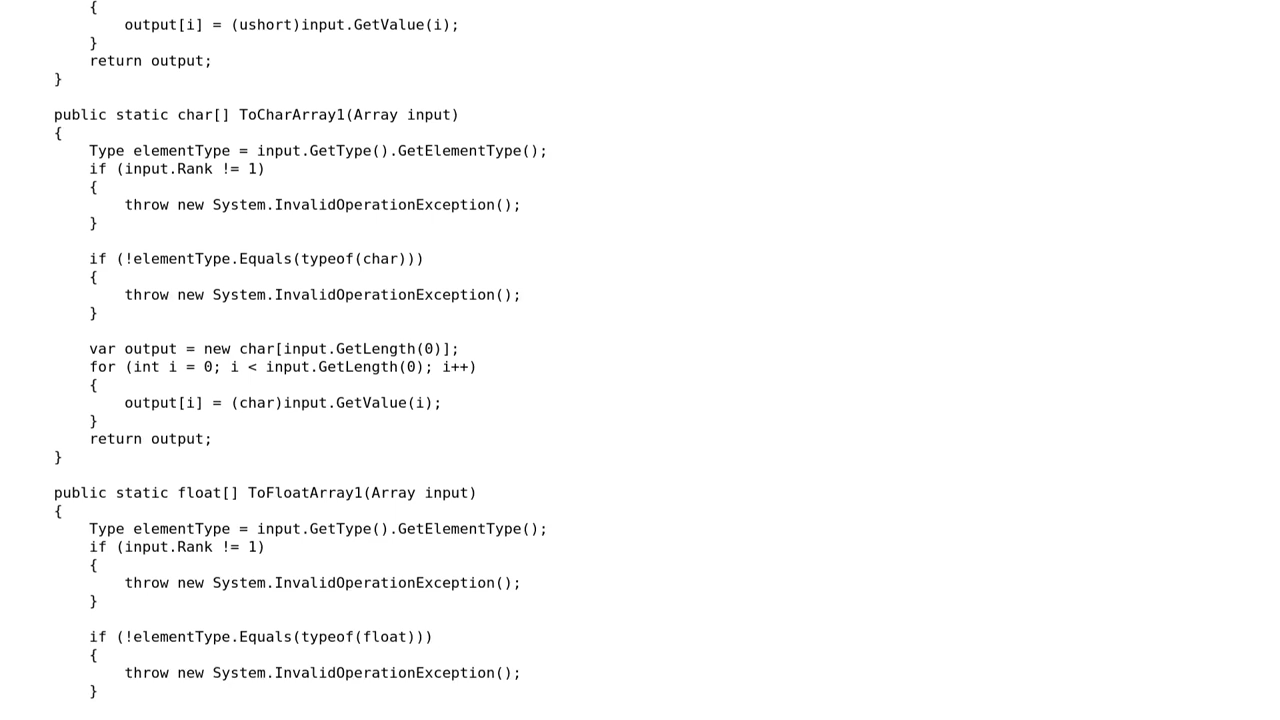 {
output[i] = (ushort)input.GetValue(i);
}
return output;
}
public static char[] ToCharArray1(Array input)
{
Type elementType = input.GetType().GetElementType();
if (input.Rank != 1)
{
throw new System.InvalidOperationException();
}
if (!elementType.Equals(typeof(char)))
{
throw new System.InvalidOperationException();
}
var output = new char[input.GetLength(0)];
for (int i = 0; i < input.GetLength(0); i++)
{
output[i] = (char)input.GetValue(i);
}
return output;
}
public static float[] ToFloatArray1(Array input)
{
Type elementType = input.GetType().GetElementType();
if (input.Rank != 1)
{
throw new System.InvalidOperationException();
}
if (!elementType.Equals(typeof(float)))
{
throw new System.InvalidOperationException();
}